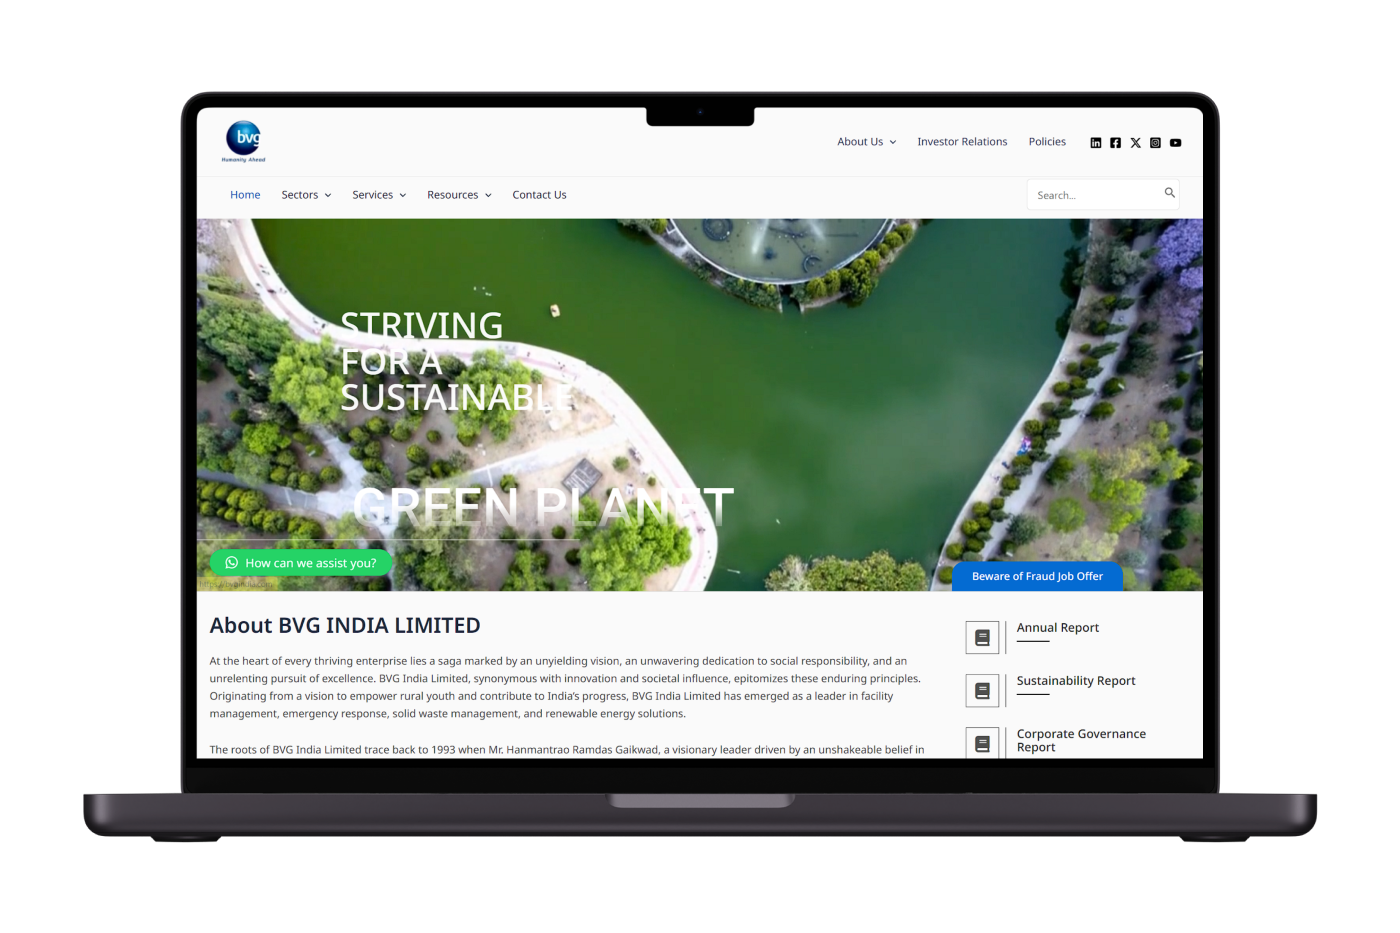 bvg
Humanity Ahead
About Us
Investor Relations
Policies
Home
Sectors
Services
Resources
Contact Us
Search...
STRIVING
FOR A
SUSTAINABLE
GREEN PLANET
How can we assist you?
https://bvgindia.com
Beware of Fraud Job Offer
About BVG INDIA LIMITED
At the heart of every thriving enterprise lies a saga marked by an unyielding vision, an unwavering dedication to social responsibility, and an
unrelenting pursuit of excellence. BVG India Limited, synonymous with innovation and societal influence, epitomizes these enduring principles.
Originating from a vision to empower rural youth and contribute to India’s progress, BVG India Limited has emerged as a leader in facility
management, emergency response, solid waste management, and renewable energy solutions.
The roots of BVG India Limited trace back to 1993 when Mr. Hanmantrao Ramdas Gaikwad, a visionary leader driven by an unshakeable belief in
Annual Report
Sustainability Report
Corporate Governance
Report